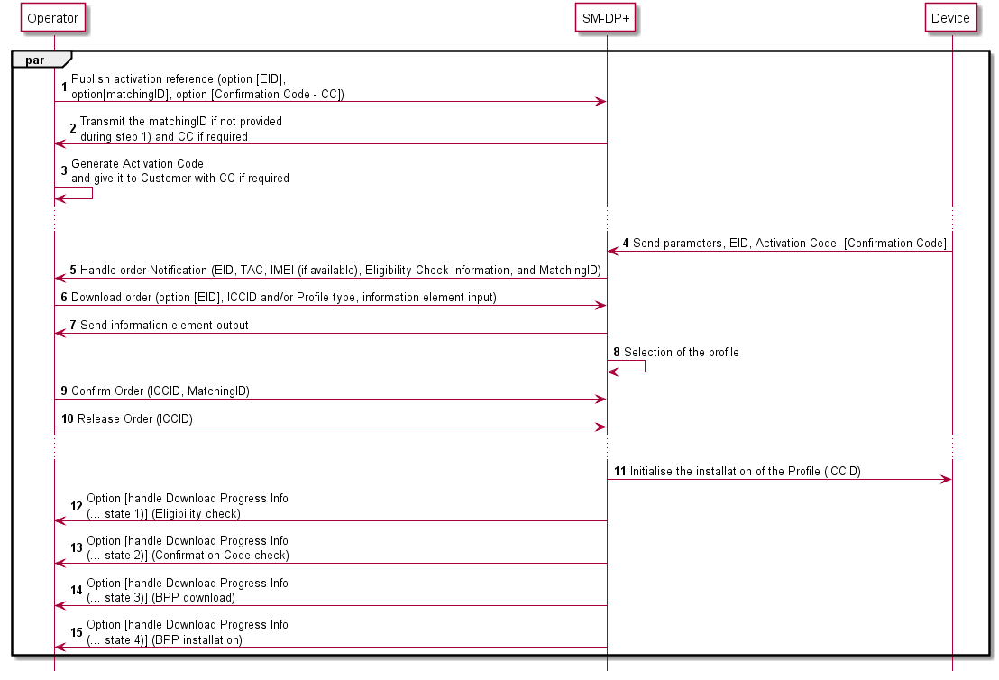 Operator
SM-DP+
Device
par
1 Publish activation reference (option [EID],
option[matchingID], option [Confirmation Code - CC])
2 Transmit the matchingID if not provided
during step 1) and CC if required
3 Generate Activation Code
and give it to Customer with CC if required
4 Send parameters, EID, Activation Code, [Confirmation Code]
5 Handle order Notification (EID, TAC, IMEI (if available), Eligibility Check Information, and MatchingID)
6 Download order (option [EID], ICCID and/or Profile type, information element input)
7 Send information element output
8 Selection of the profile
9 Confirm Order (ICCID, MatchingID)
10 Release Order (ICCID)
11 Initialise the installation of the Profile (ICCID)
12 Option [handle Download Progress Info
(... state 1)] (Eligibility check)
13 Option [handle Download Progress Info
(... state 2)] (Confirmation Code check)
14 Option [handle Download Progress Info
(... state 3)] (BPP download)
15 Option [handle Download Progress Info
(... state 4)] (BPP installation)